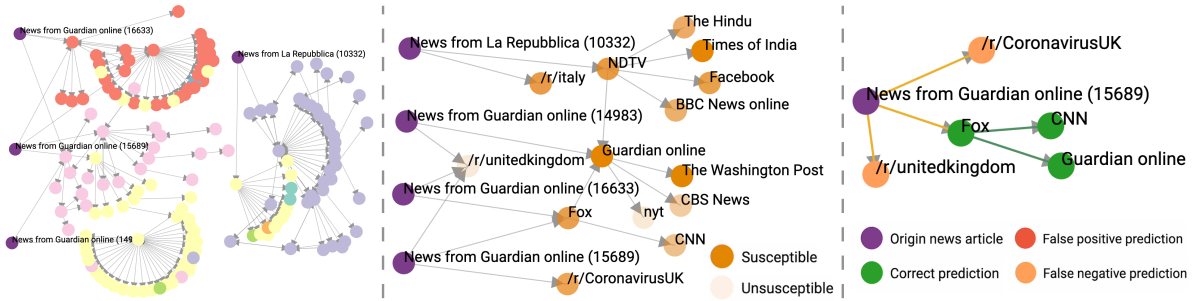 News from Guardian online (16633)
News from La Repubblica (10332)
News from Guardian online (15689)
News from Guardian online (149
The Hindu
News from La Repubblica (10332)
Times of India
NDTV
/r/italy
Facebook
BBC News online
News from Guardian online (14983)
Guardian online
/r/unitedkingdom
The Washington Post
News from Guardian online (16633)
CBS News
Fox
nyt
CNN
News from Guardian online (15689)
Susceptible
/r/CoronavirusUK
Unsusceptible
/r/CoronavirusUK
News from Guardian online (15689)
CNN
Fox
Guardian online
/r/unitedkingdom
Origin news article
False positive prediction
Correct prediction
False negative prediction